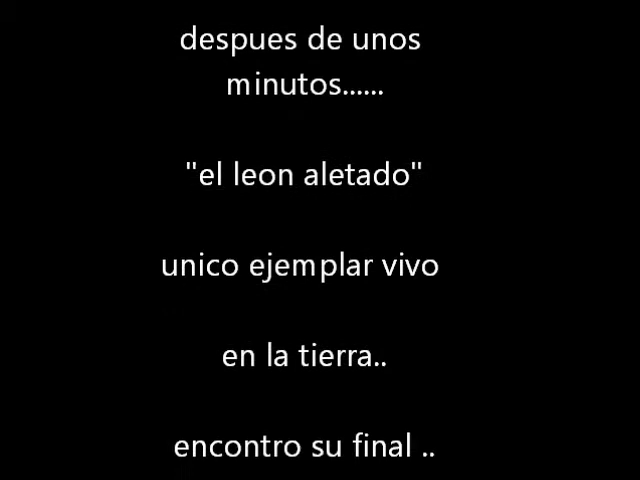 despues de unos
minutos......
"el leon aletado"
unico ejemplar vivo
en la tierra..
encontro su final ..